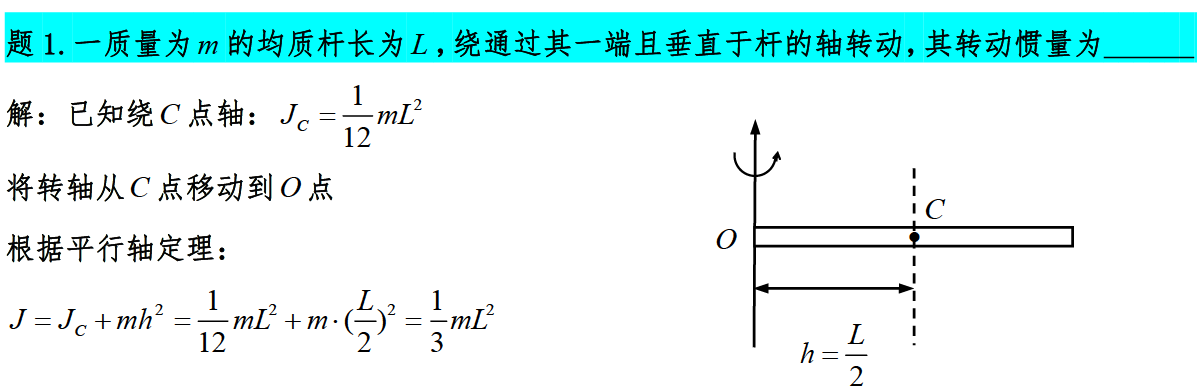 题 1. 一质量为 m 的均质杆长为 L，绕通过其一端且垂直于杆的轴转动，其转动惯量为______
解：已知绕 C 点轴：J_C = \frac{1}{12} mL^2
将转轴从 C 点移动到 O 点
根据平行轴定理：
J = J_C + mh^2 = \frac{1}{12} mL^2 + m·(\frac{L}{2})^2 = \frac{1}{3} mL^2
C
O
h = \frac{L}{2}